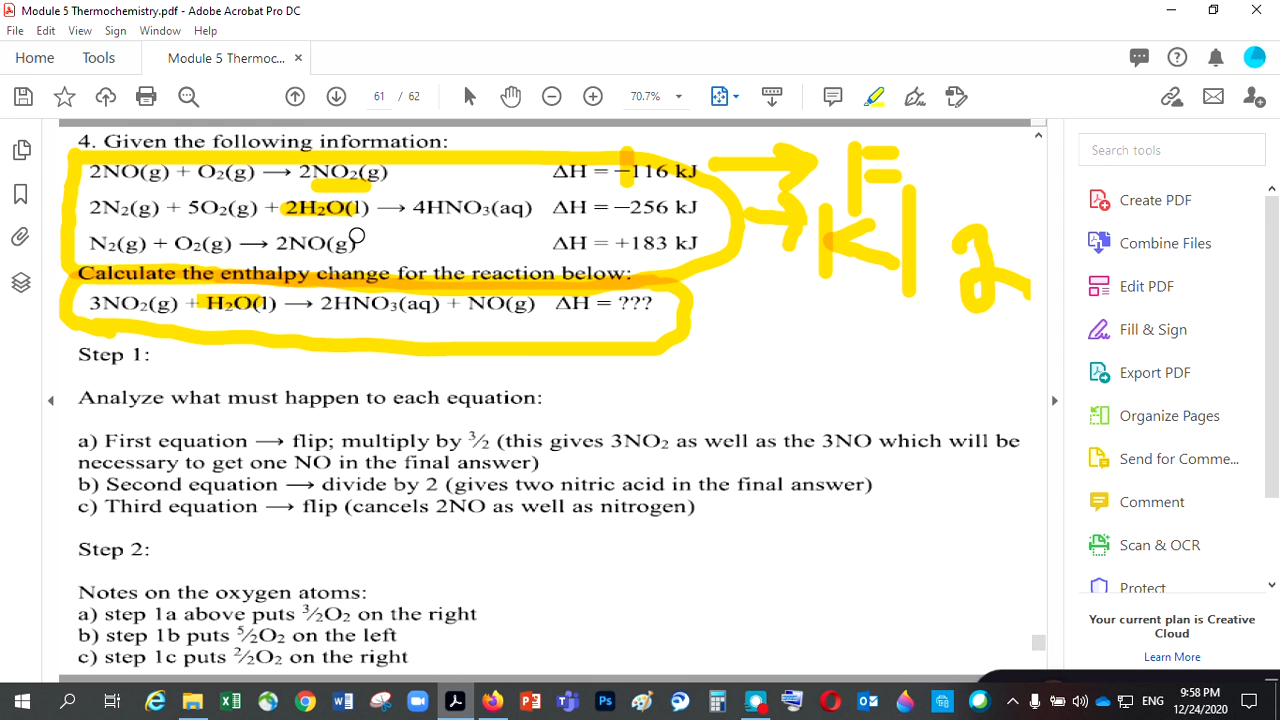 Module 5 Thermochemistry.pdf - Adobe Acrobat Pro DC
File Edit View Sign Window Help
Home Tools Module 5 Thermoc... ×
61 / 62 70.7%
Search tools
4. Given the following information:
2NO(g) + O₂(g) → 2NO₂(g) ΔH = −116 kJ
2N₂(g) + 5O₂(g) + 2H₂O(l) → 4HNO₃(aq) ΔH = −256 kJ
N₂(g) + O₂(g) → 2NO(g) ΔH = +183 kJ
Calculate the enthalpy change for the reaction below:
3NO₂(g) + H₂O(l) → 2HNO₃(aq) + NO(g) ΔH = ???
Step 1:
Analyze what must happen to each equation:
a) First equation → flip; multiply by ³⁄₂ (this gives 3NO₂ as well as the 3NO which will be
necessary to get one NO in the final answer)
b) Second equation → divide by 2 (gives two nitric acid in the final answer)
c) Third equation → flip (cancels 2NO as well as nitrogen)
Step 2:
Notes on the oxygen atoms:
a) step 1a above puts ³⁄₂O₂ on the right
b) step 1b puts ⁵⁄₂O₂ on the left
c) step 1c puts ²⁄₂O₂ on the right
Create PDF
Combine Files
Edit PDF
Fill & Sign
Export PDF
Organize Pages
Send for Comme...
Comment
Scan & OCR
Protect
Your current plan is Creative
Cloud
Learn More
ENG
9:58 PM
12/24/2020